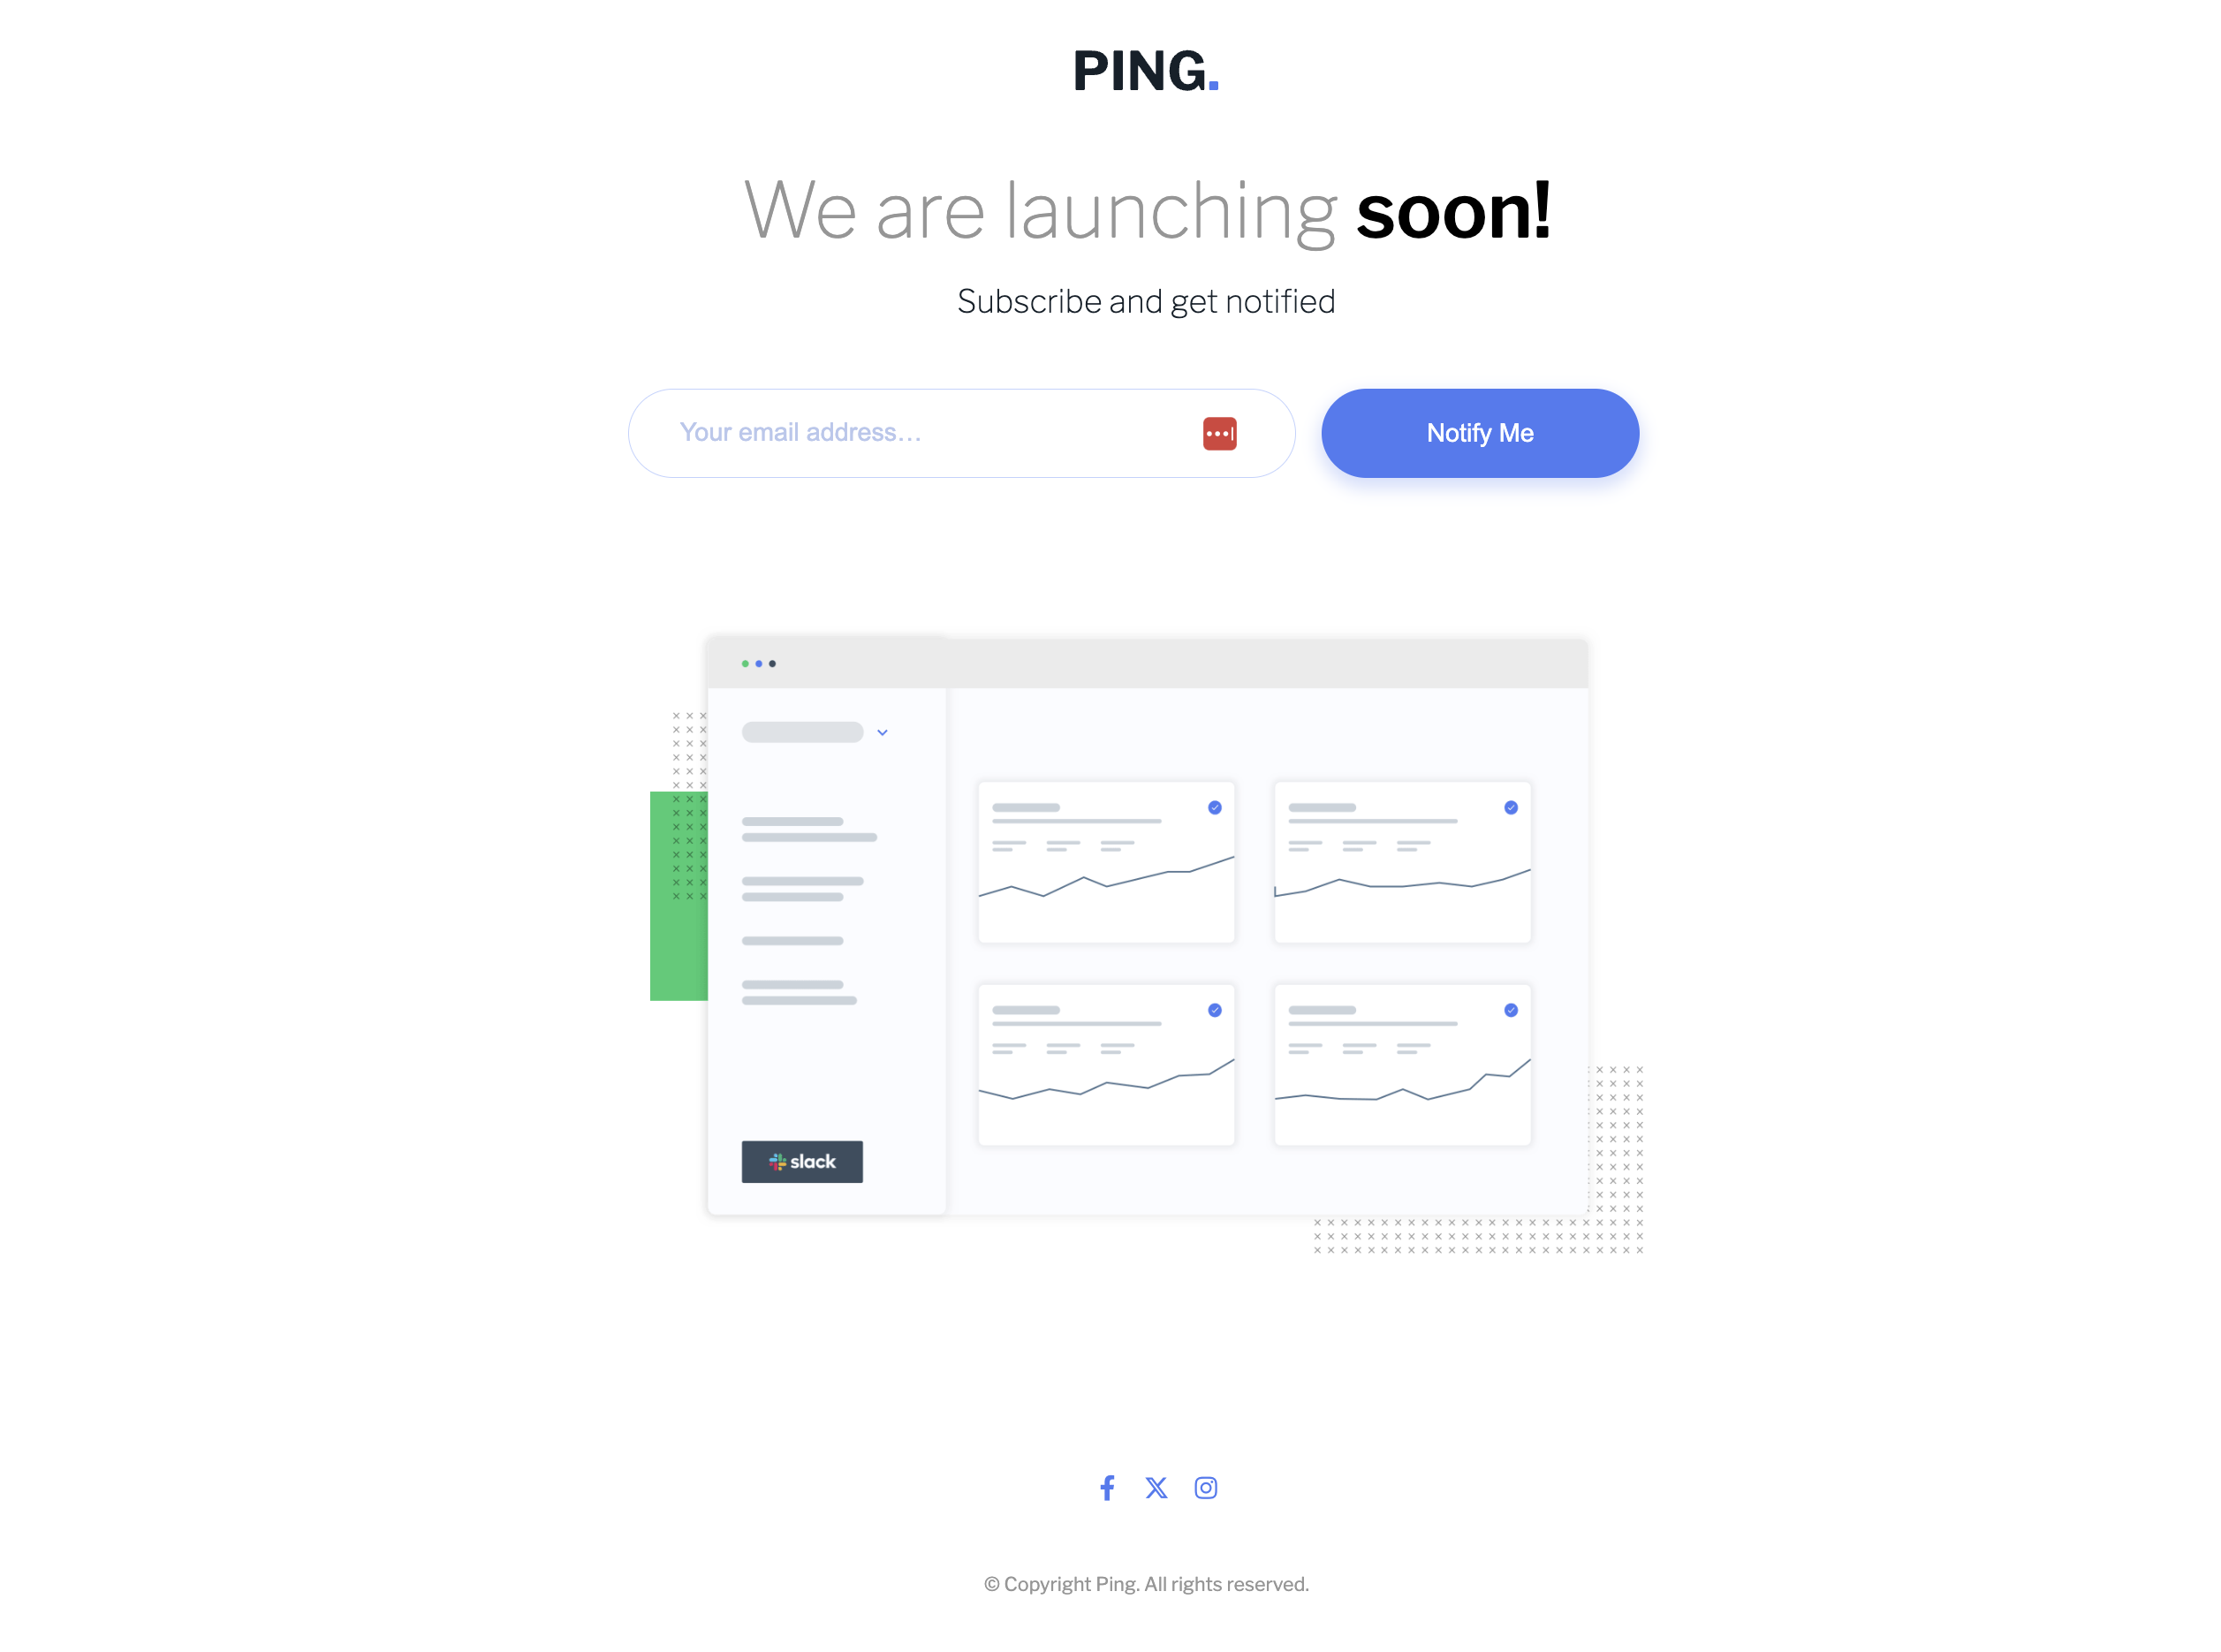 PING.
We are launching soon!
Subscribe and get notified
Your email address...
Notify Me
slack
© Copyright Ping. All rights reserved.